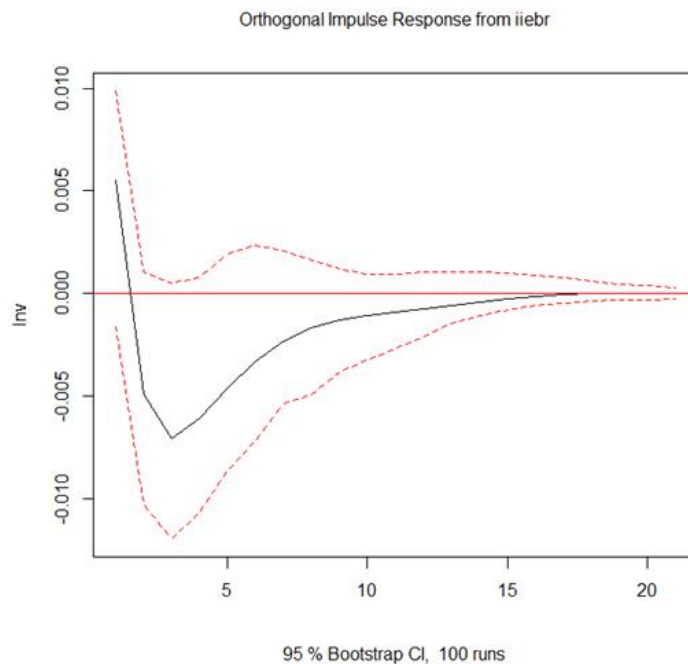 Orthogonal Impulse Response from iiebr
0.010
0.005
0.000
-0.005
-0.010
Inv
5 10 15 20
95 % Bootstrap CI, 100 runs